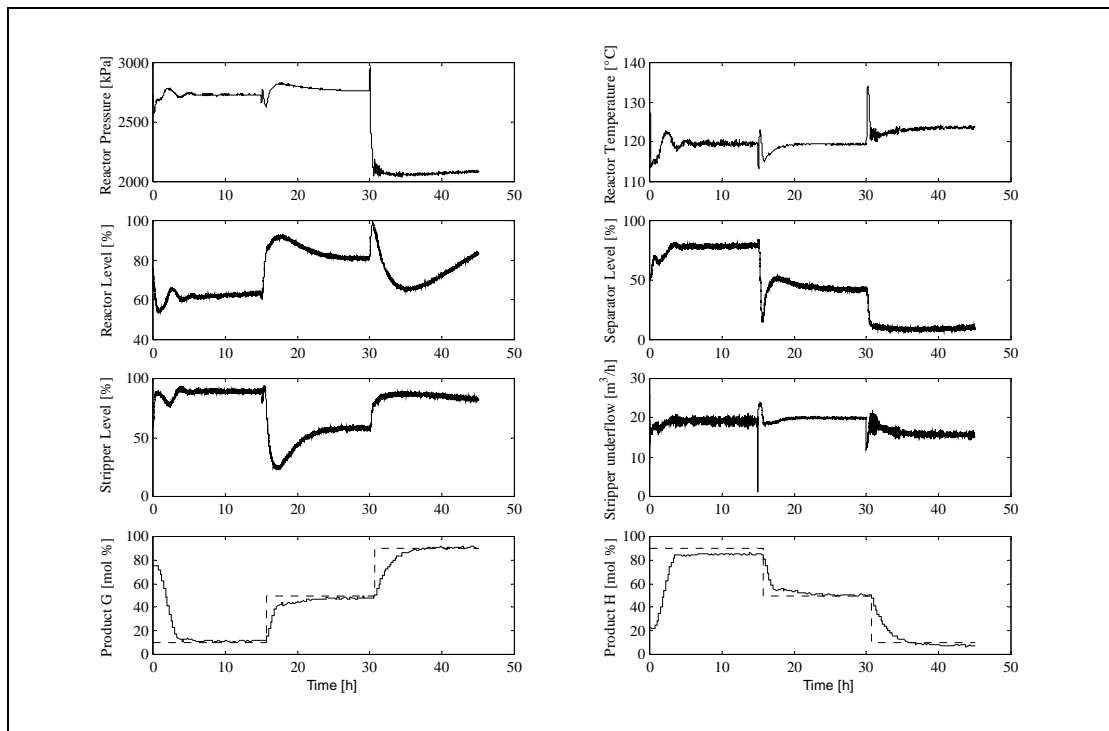 3000
2500
2000
Reactor Pressure [kPa]
0 10 20 30 40 50
140
130
120
110
Reactor Temperature [°C]
0 10 20 30 40 50
100
80
60
40
Reactor Level [%]
0 10 20 30 40 50
100
50
0
Separator Level [%]
0 10 20 30 40 50
100
50
0
Stripper Level [%]
0 10 20 30 40 50
30
20
10
0
Stripper underflow [m³/h]
0 10 20 30 40 50
100
80
60
40
20
0
Product G [mol %]
0 10 20 30 40 50
Time [h]
100
80
60
40
20
0
Product H [mol %]
0 10 20 30 40 50
Time [h]